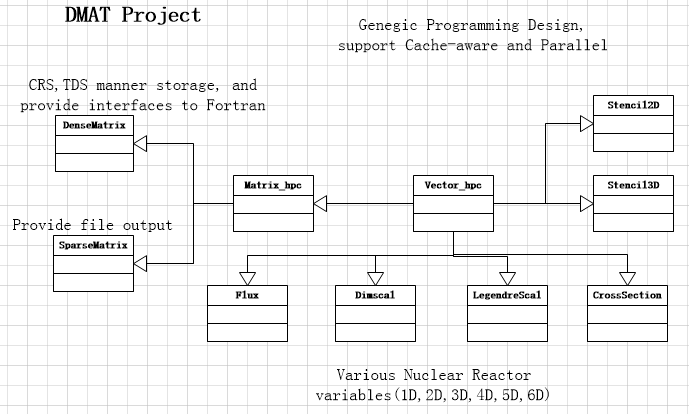 DMAT Project
Genegic Programming Design,
support Cache-aware and Parallel
CRS,TDS manner storage, and
provide interfaces to Fortran
DenseMatrix
Stencil2D
Matrix_hpc
Vector_hpc
Stencil3D
Provide file output
SparseMatrix
Flux
Dimscal
LegendreScal
CrossSection
Various Nuclear Reactor
variables(1D,2D,3D,4D,5D,6D)